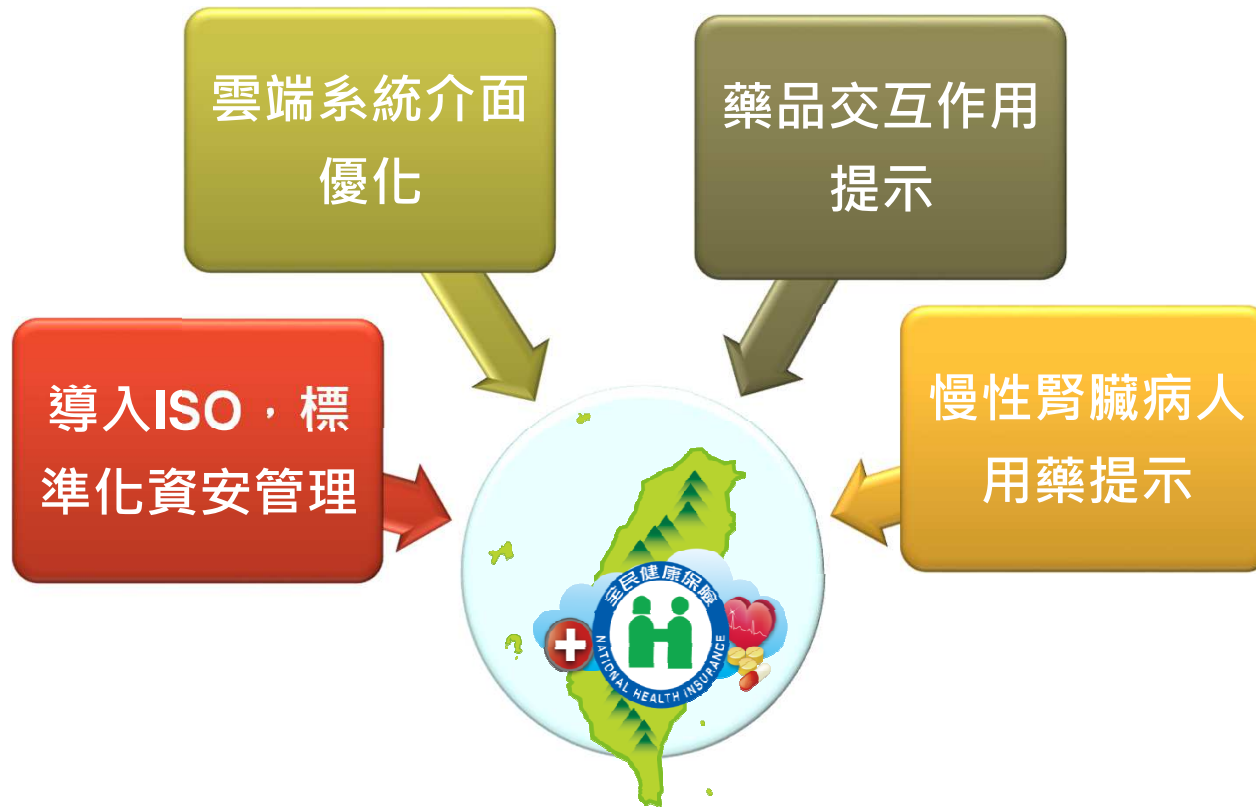 雲端系統介面
優化
藥品交互作用
提示
導入ISO，標
準化資安管理
慢性腎臟病人
用藥提示
全民健康保險
NATIONAL HEALTH INSURANCE